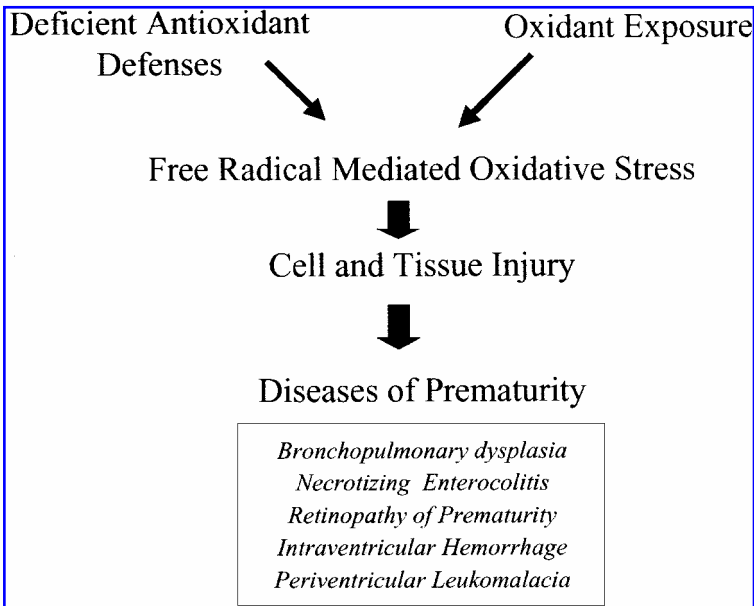 Deficient Antioxidant
Defenses
Oxidant Exposure
Free Radical Mediated Oxidative Stress
Cell and Tissue Injury
Diseases of Prematurity
Bronchopulmonary dysplasia
Necrotizing Enterocolitis
Retinopathy of Prematurity
Intraventricular Hemorrhage
Periventricular Leukomalacia